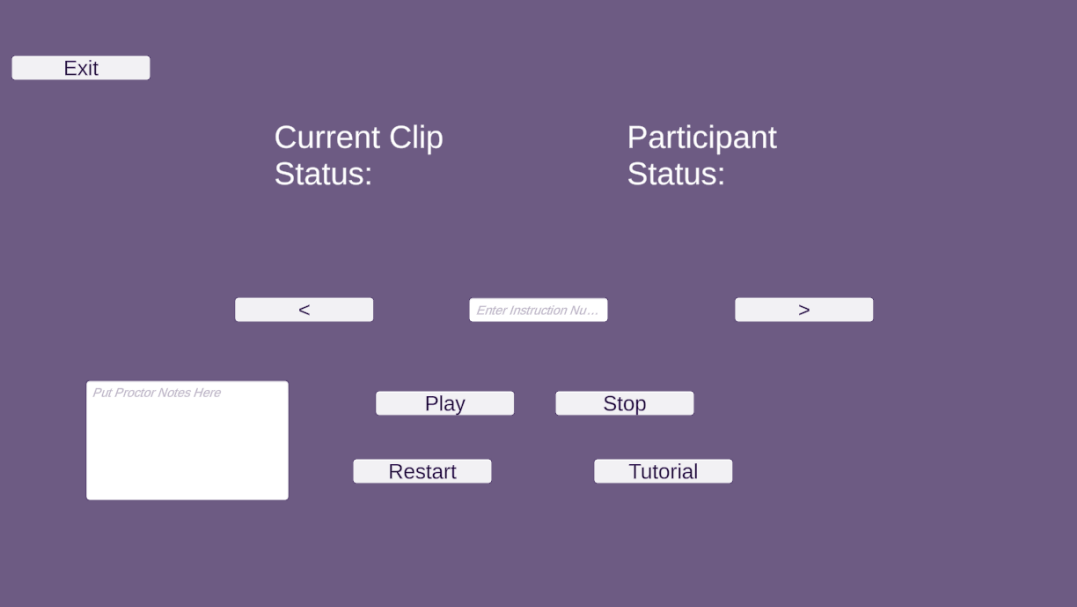 Exit
Current Clip
Status:
Participant
Status:
<
Enter Instruction Nu...
>
Put Proctor Notes Here
Play
Stop
Restart
Tutorial